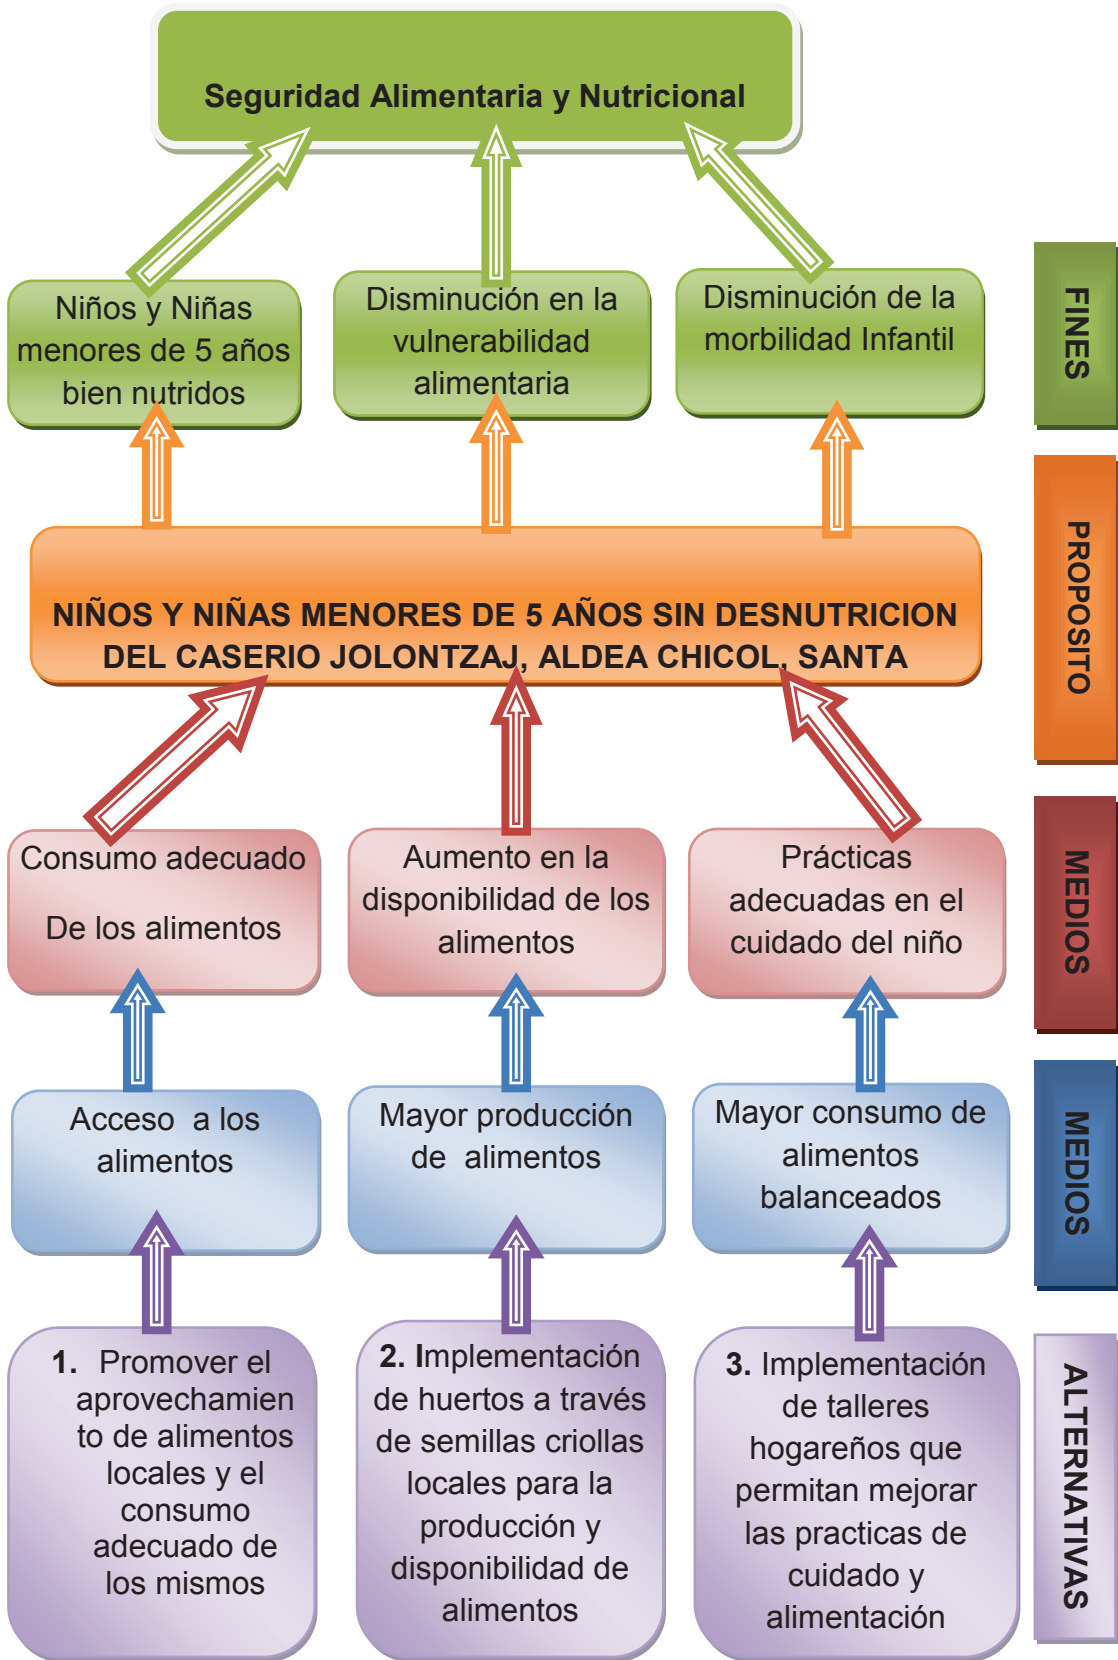 Seguridad Alimentaria y Nutricional
Niños y Niñas
menores de 5 años
bien nutridos
Disminución en la
vulnerabilidad
alimentaria
Disminución de la
morbilidad Infantil
FINES
NIÑOS Y NIÑAS MENORES DE 5 AÑOS SIN DESNUTRICION
DEL CASERIO JOLONTZAJ, ALDEA CHICOL, SANTA
PROPOSITO
Consumo adecuado
De los alimentos
Aumento en la
disponibilidad de los
alimentos
Prácticas
adecuadas en el
cuidado del niño
MEDIOS
Acceso a los
alimentos
Mayor producción
de alimentos
Mayor consumo de
alimentos
balanceados
MEDIOS
1. Promover el
aprovechamien
to de alimentos
locales y el
consumo
adecuado de
los mismos
2. Implementación
de huertos a través
de semillas criollas
locales para la
producción y
disponibilidad de
alimentos
3. Implementación
de talleres
hogareños que
permitan mejorar
las practicas de
cuidado y
alimentación
ALTERNATIVAS